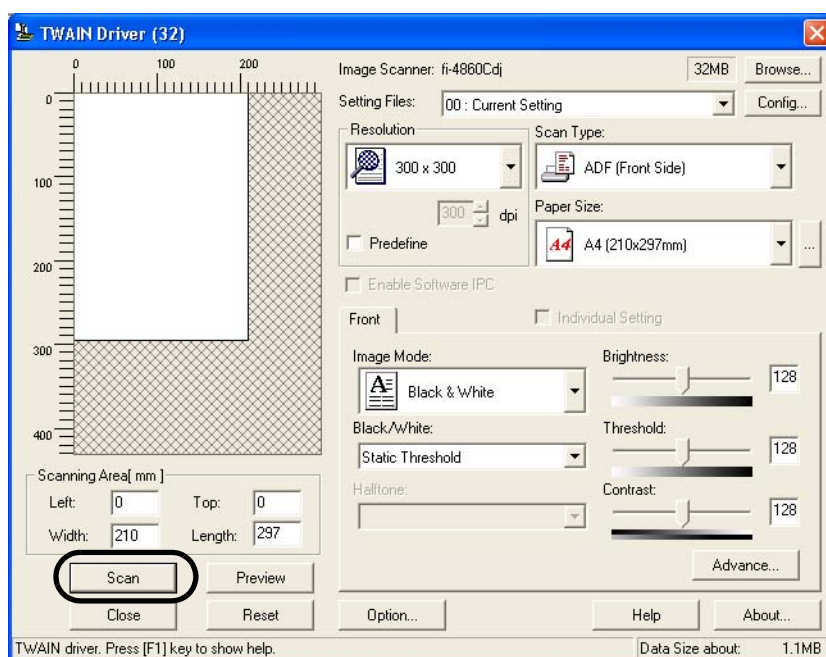 TWAIN Driver (32)
0 100 200
0
100
200
300
400
Image Scanner: fi-4860Cdj 32MB Browse...
Setting Files: 00 : Current Setting Config...
Resolution
300 x 300
300 dpi
Predefine
Scan Type:
ADF (Front Side)
Paper Size:
A4 A4 (210x297mm) ...
Enable Software IPC
Front Individual Setting
Image Mode:
A Black & White
Black/White:
Static Threshold
Halftone:
Brightness:
128
Threshold:
128
Contrast:
128
Advance...
Scanning Area[ mm ]
Left: 0 Top: 0
Width: 210 Length: 297
Scan Preview
Close Reset Option... Help About...
TWAIN driver. Press [F1] key to show help. Data Size about: 1.1MB